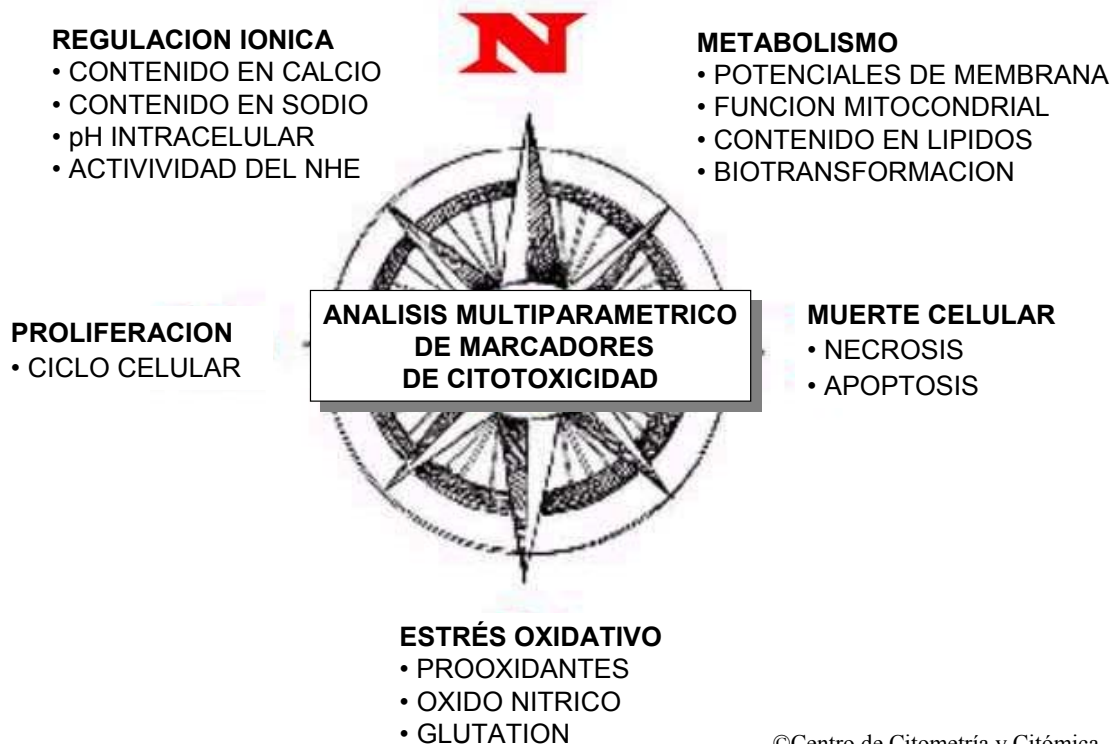 N
REGULACION IONICA
• CONTENIDO EN CALCIO
• CONTENIDO EN SODIO
• pH INTRACELULAR
• ACTIVIVIDAD DEL NHE
METABOLISMO
• POTENCIALES DE MEMBRANA
• FUNCION MITOCONDRIAL
• CONTENIDO EN LIPIDOS
• BIOTRANSFORMACION
PROLIFERACION
• CICLO CELULAR
ANALISIS MULTIPARAMETRICO
DE MARCADORES
DE CITOTOXICIDAD
MUERTE CELULAR
• NECROSIS
• APOPTOSIS
ESTRÉS OXIDATIVO
• PROOXIDANTES
• OXIDO NITRICO
• GLUTATION
©Centro de Citometría y Citómica